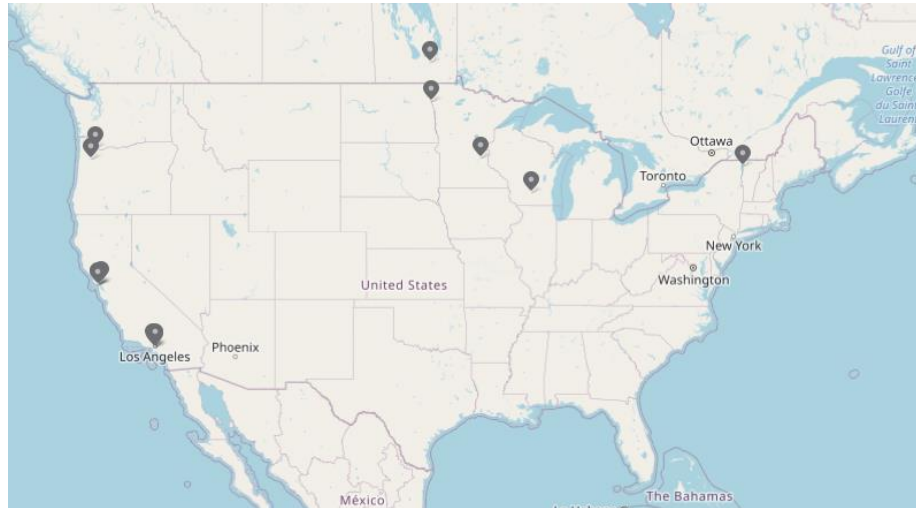 Gulf of
Saint
Lawrence
Golfe
du Saint
Laurent
Ottawa
Toronto
New York
Washington
United States
Phoenix
Los Angeles
México
The Bahamas